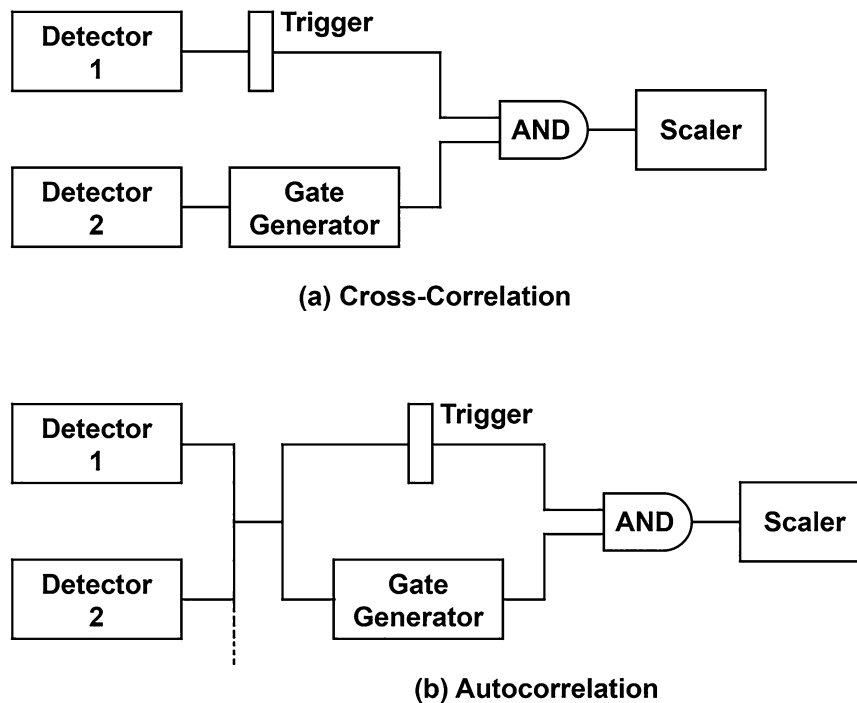 Detector
1
Trigger
AND
Scaler
Detector
2
Gate
Generator
(a) Cross-Correlation
Detector
1
Trigger
AND
Scaler
Detector
2
Gate
Generator
(b) Autocorrelation